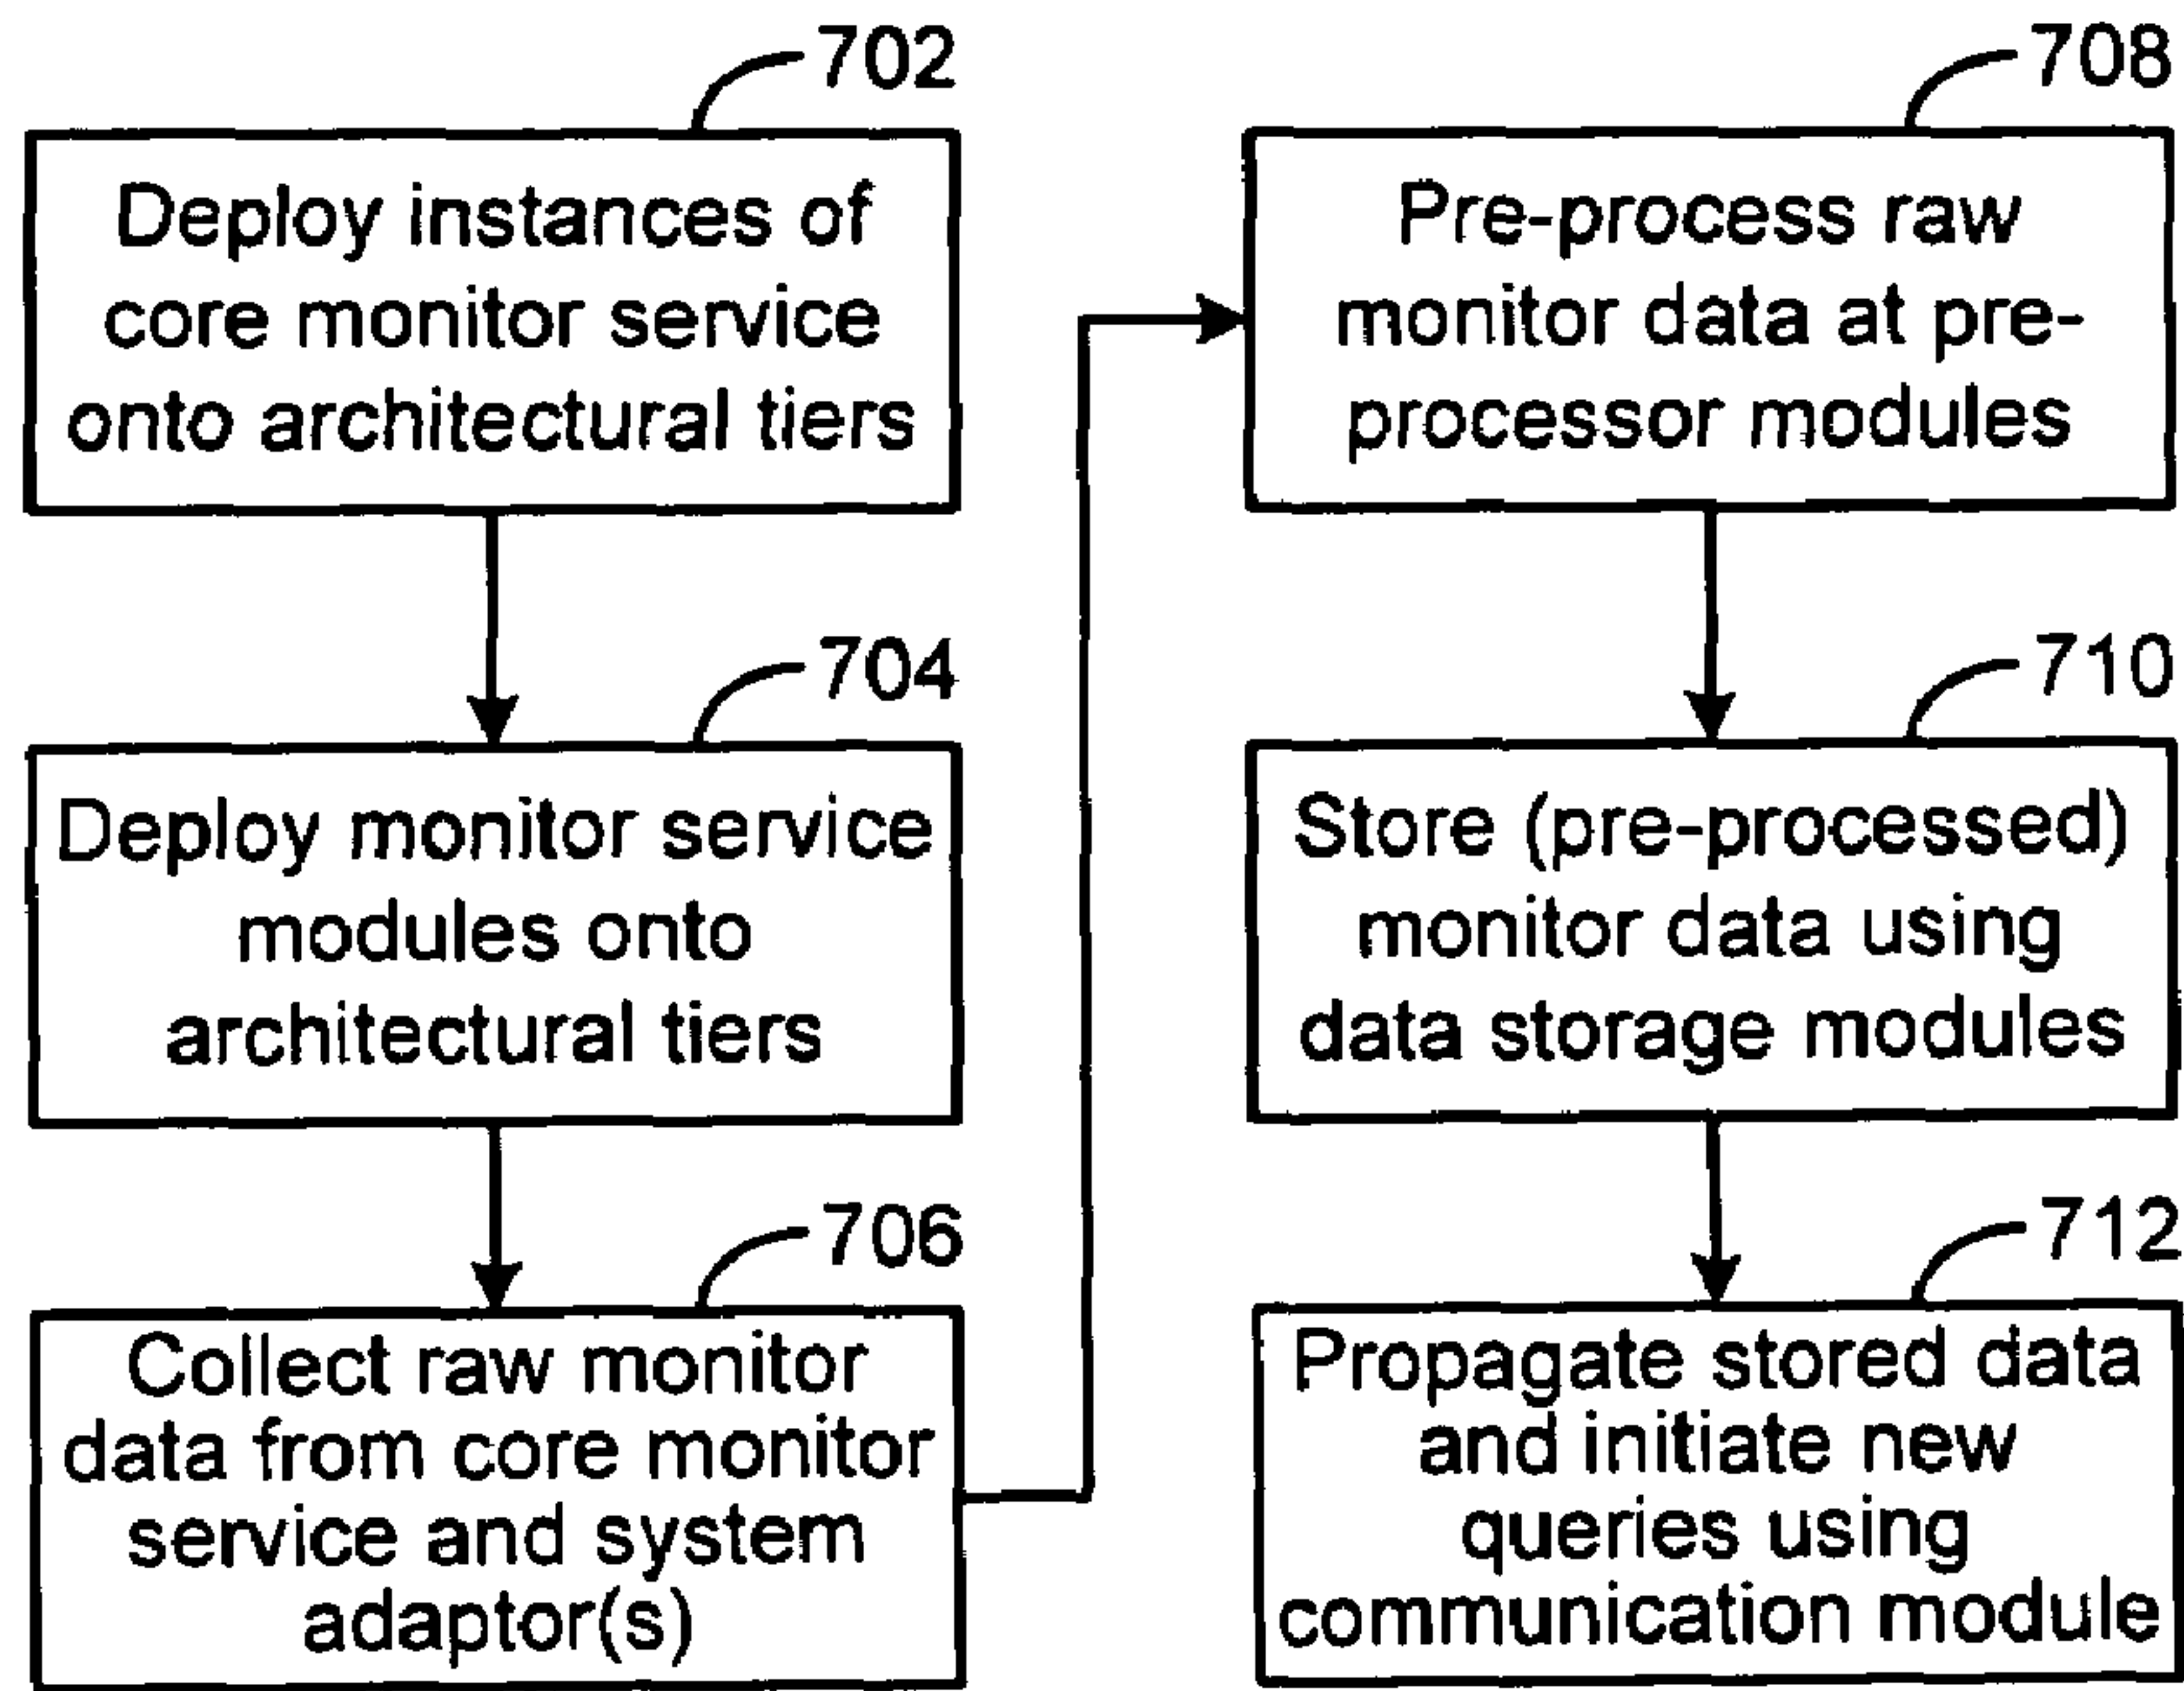 702
Deploy instances of
core monitor service
onto architectural tiers
704
Deploy monitor service
modules onto
architectural tiers
706
Collect raw monitor
data from core monitor
service and system
adaptor(s)
708
Pre-process raw
monitor data at pre-
processor modules
710
Store (pre-processed)
monitor data using
data storage modules
712
Propagate stored data
and initiate new
queries using
communication module